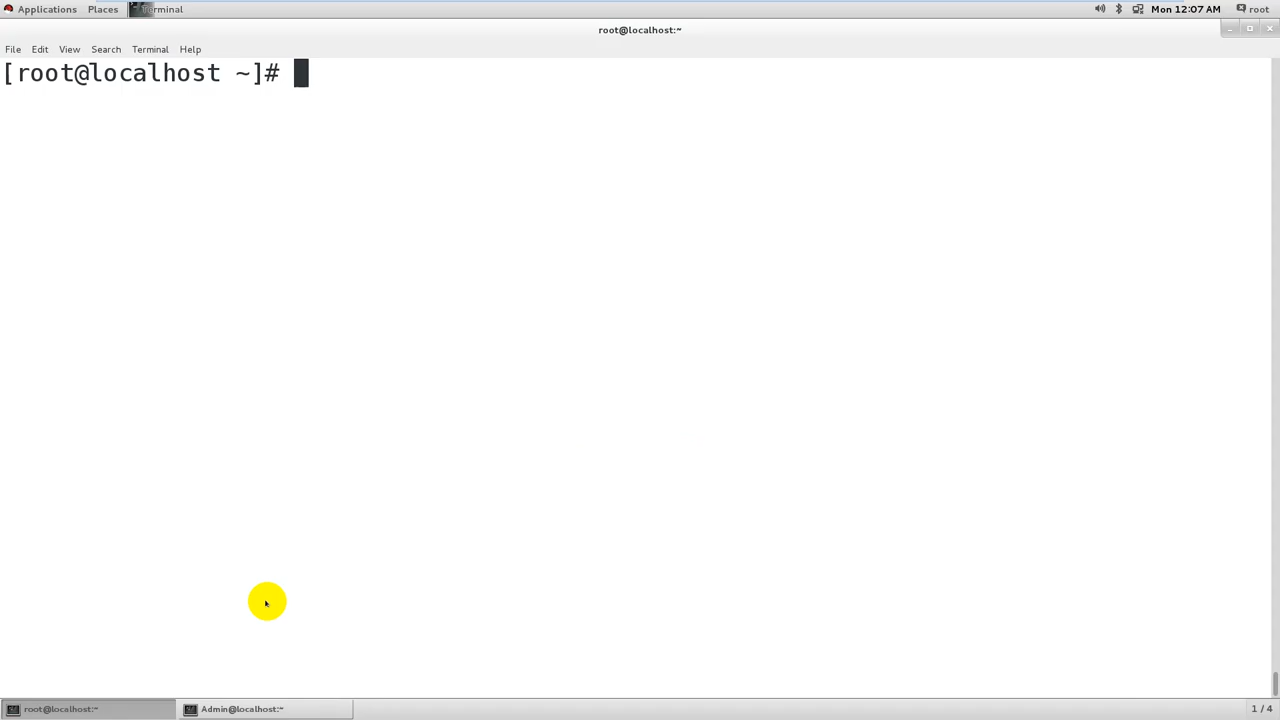 Applications Places Terminal Mon 12:07 AM root
root@localhost:~
File Edit View Search Terminal Help
[root@localhost ~]#
root@localhost:~ Admin@localhost:~ 1 / 4